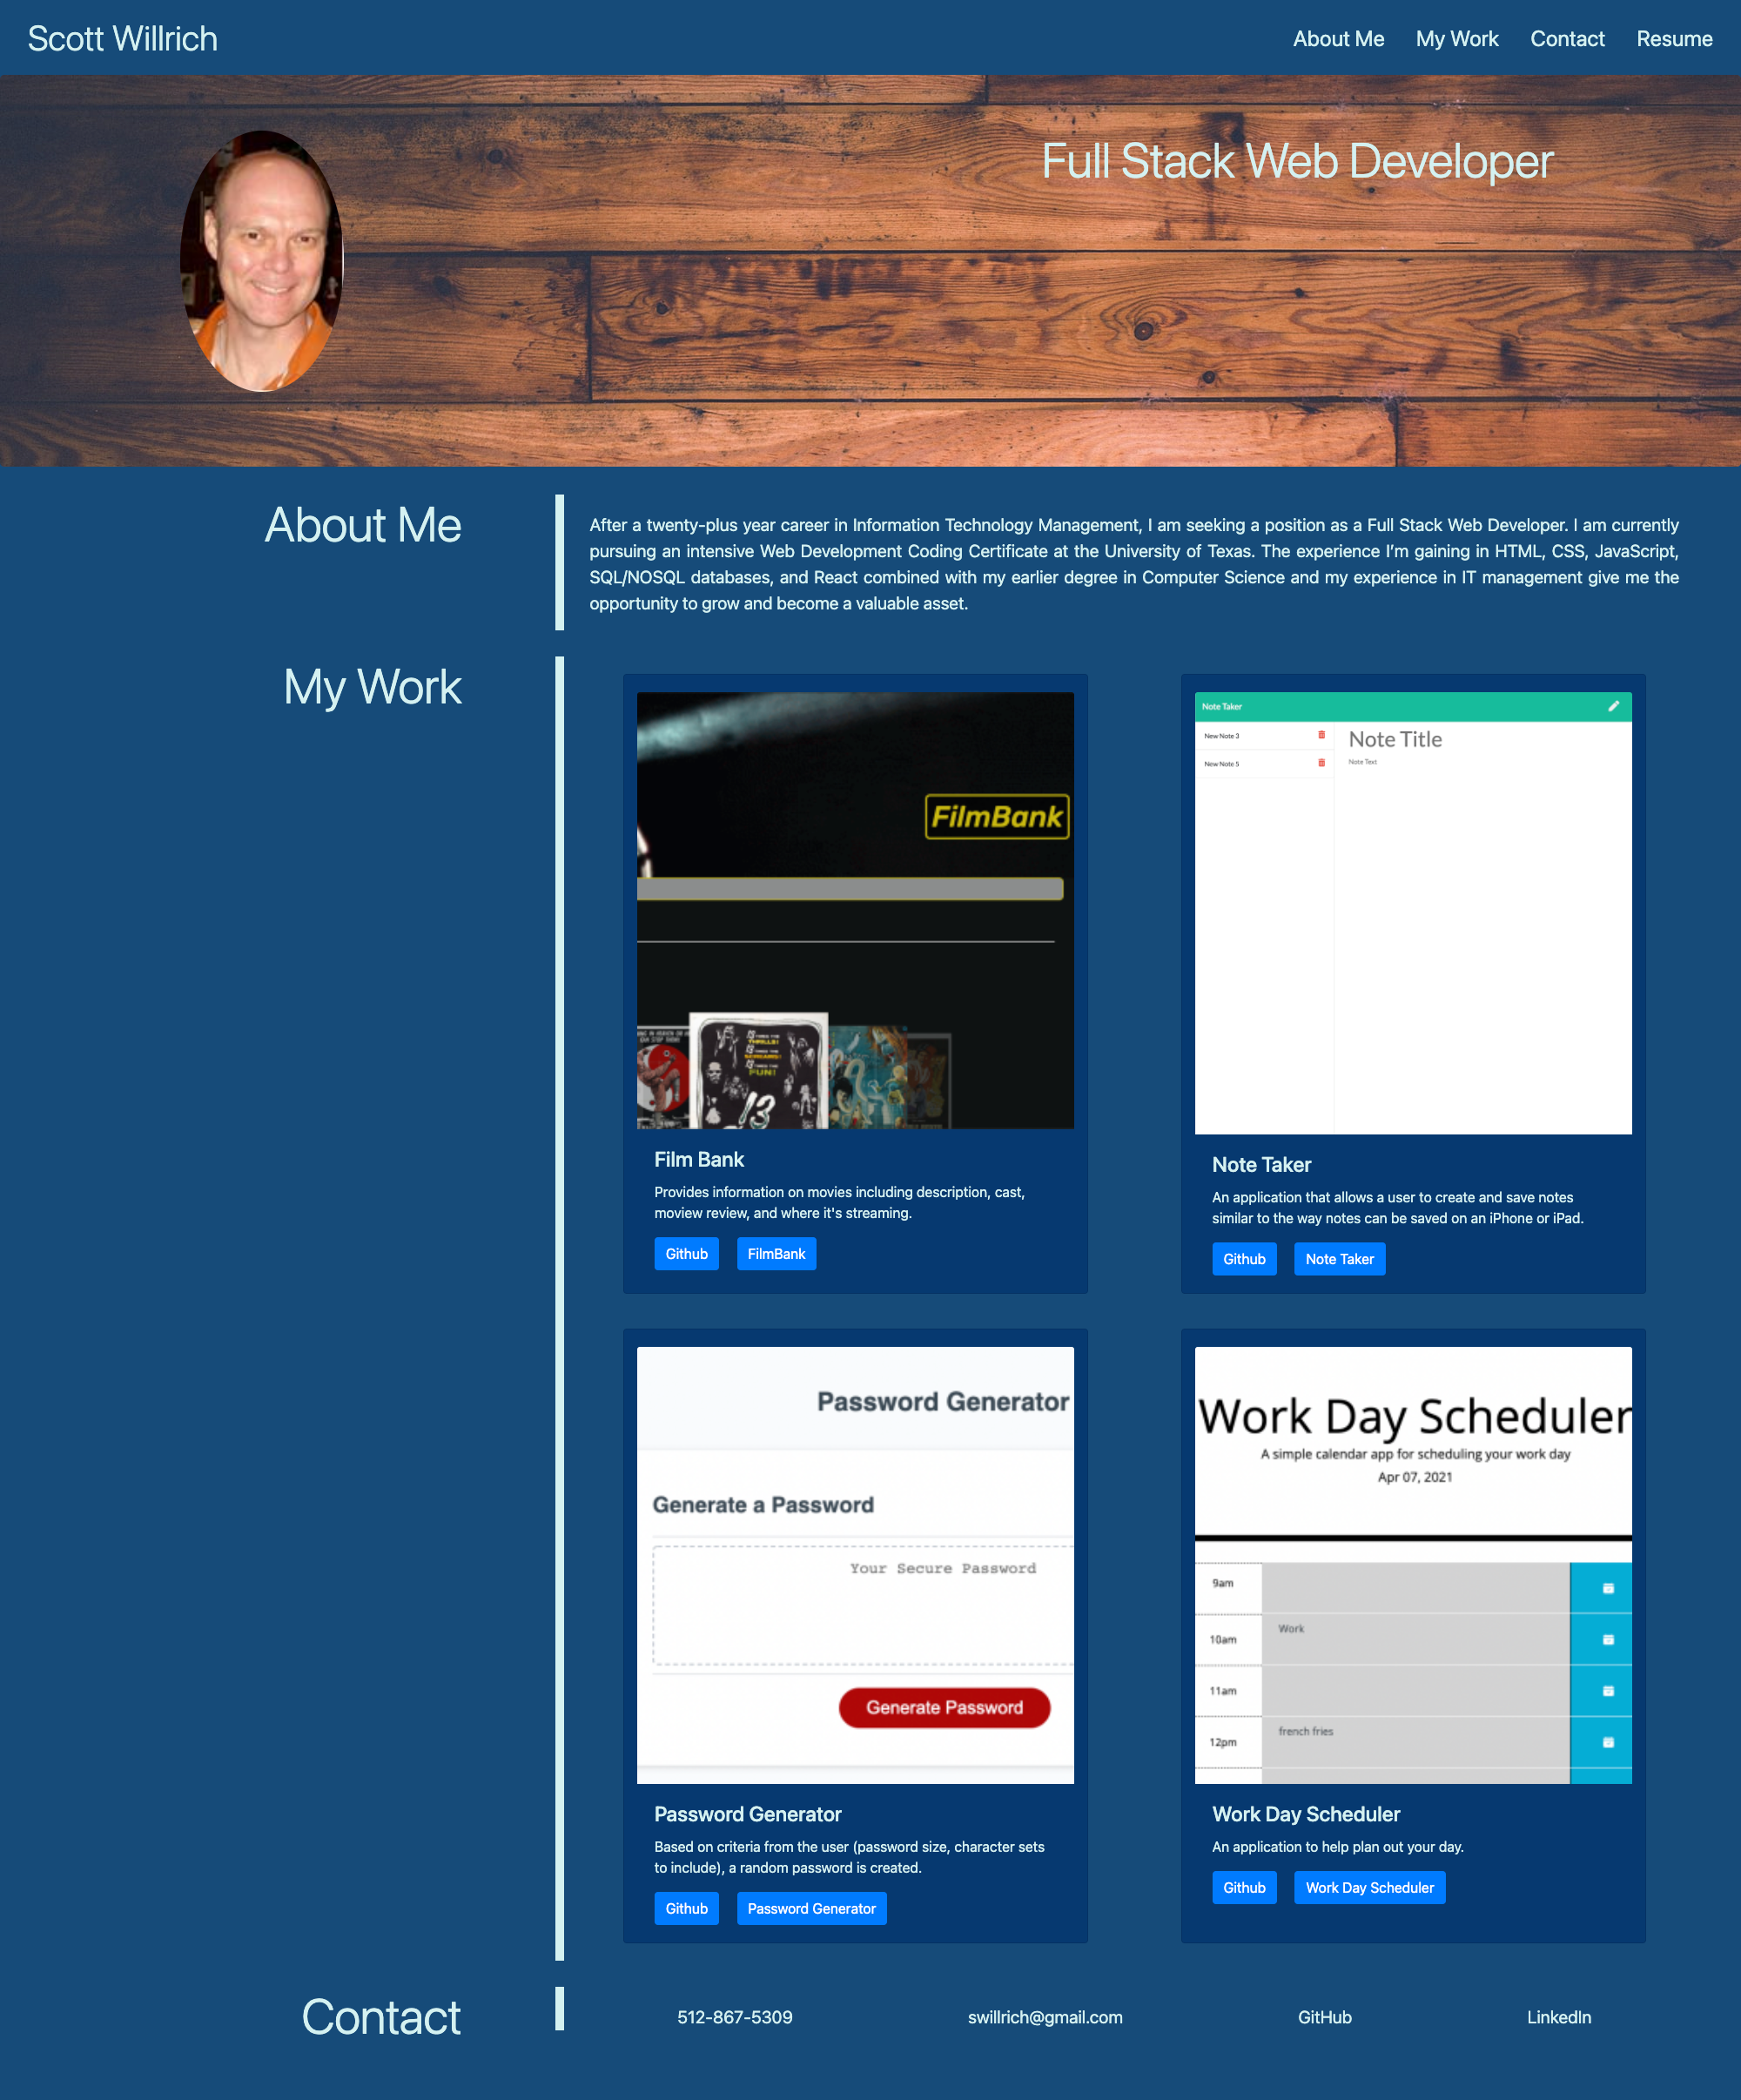 Scott Willrich
About Me
My Work
Contact
Resume
Full Stack Web Developer
About Me
After a twenty-plus year career in Information Technology Management, I am seeking a position as a Full Stack Web Developer. I am currently
pursuing an intensive Web Development Coding Certificate at the University of Texas. The experience I’m gaining in HTML, CSS, JavaScript,
SQL/NOSQL databases, and React combined with my earlier degree in Computer Science and my experience in IT management give me the
opportunity to grow and become a valuable asset.
My Work
FilmBank
THRILLS!
SCREAMS!
FUN!
13
Film Bank
Provides information on movies including description, cast,
moview review, and where it's streaming.
Github
FilmBank
Note Taker
New Note 3
New Note 5
Note Title
Note Text
Note Taker
An application that allows a user to create and save notes
similar to the way notes can be saved on an iPhone or iPad.
Github
Note Taker
Password Generator
Generate a Password
Your Secure Password
Generate Password
Password Generator
Based on criteria from the user (password size, character sets
to include), a random password is created.
Github
Password Generator
Work Day Scheduler
A simple calendar app for scheduling your work day
Apr 07, 2021
9am
10am
Work
11am
12pm
french fries
Work Day Scheduler
An application to help plan out your day.
Github
Work Day Scheduler
Contact
512-867-5309
swillrich@gmail.com
GitHub
LinkedIn